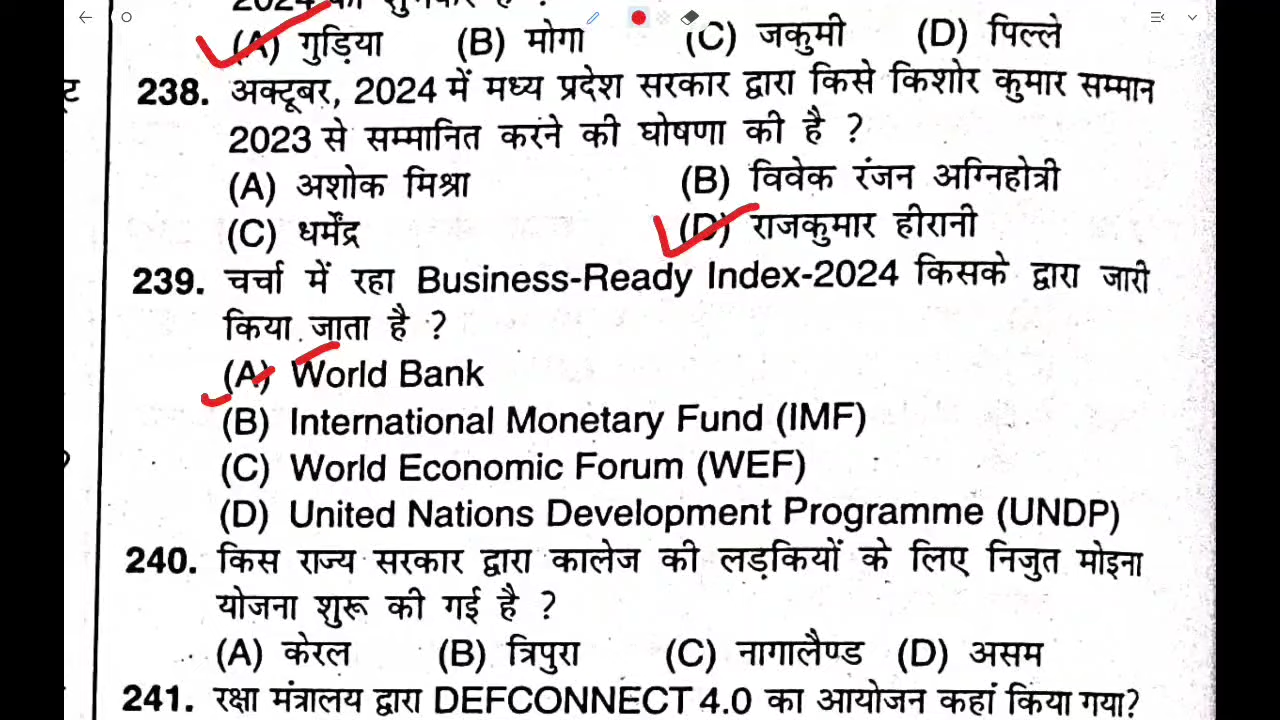 2024 का शुभंकर है ?
(A) गुड़िया (B) मोगा (C) जकुमी (D) पिल्ले
238. अक्टूबर, 2024 में मध्य प्रदेश सरकार द्वारा किसे किशोर कुमार सम्मान
2023 से सम्मानित करने की घोषणा की है ?
(A) अशोक मिश्रा (B) विवेक रंजन अग्निहोत्री
(C) धर्मेंद्र (D) राजकुमार हीरानी
239. चर्चा में रहा Business-Ready Index-2024 किसके द्वारा जारी
किया जाता है ?
(A) World Bank
(B) International Monetary Fund (IMF)
(C) World Economic Forum (WEF)
(D) United Nations Development Programme (UNDP)
240. किस राज्य सरकार द्वारा कालेज की लड़कियों के लिए निजुत मोइना
योजना शुरू की गई है ?
(A) केरल (B) त्रिपुरा (C) नागालैण्ड (D) असम
241. रक्षा मंत्रालय द्वारा DEFCONNECT 4.0 का आयोजन कहां किया गया?